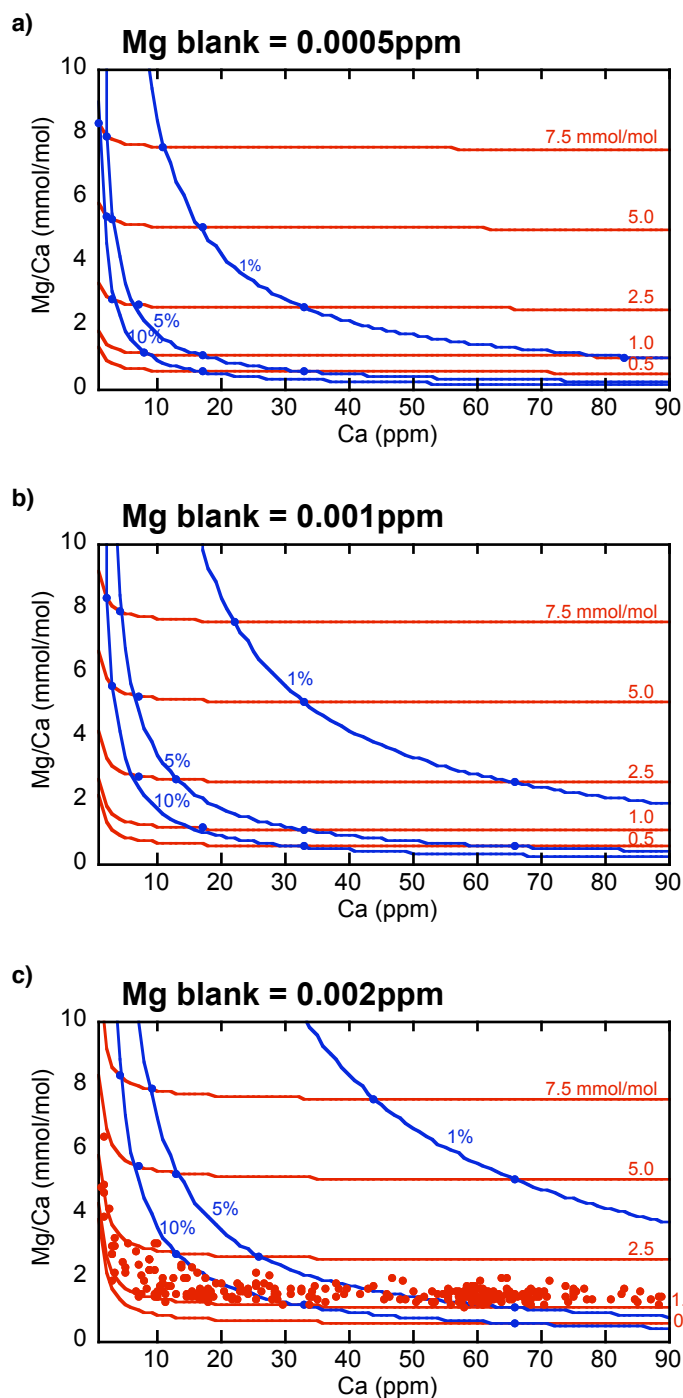 a)
Mg blank = 0.0005ppm
10
8
6
4
2
0
Mg/Ca (mmol/mol)
7.5 mmol/mol
5.0
1%
2.5
5%
10%
1.0
0.5
10 20 30 40 50 60 70 80 90
Ca (ppm)
b)
Mg blank = 0.001ppm
10
8
6
4
2
0
Mg/Ca (mmol/mol)
7.5 mmol/mol
1%
5.0
5%
2.5
10%
1.0
0.5
10 20 30 40 50 60 70 80 90
Ca (ppm)
c)
Mg blank = 0.002ppm
10
8
6
4
2
0
Mg/Ca (mmol/mol)
7.5 mmol/mol
1%
5.0
5%
10%
2.5
1.
0
10 20 30 40 50 60 70 80 90
Ca (ppm)